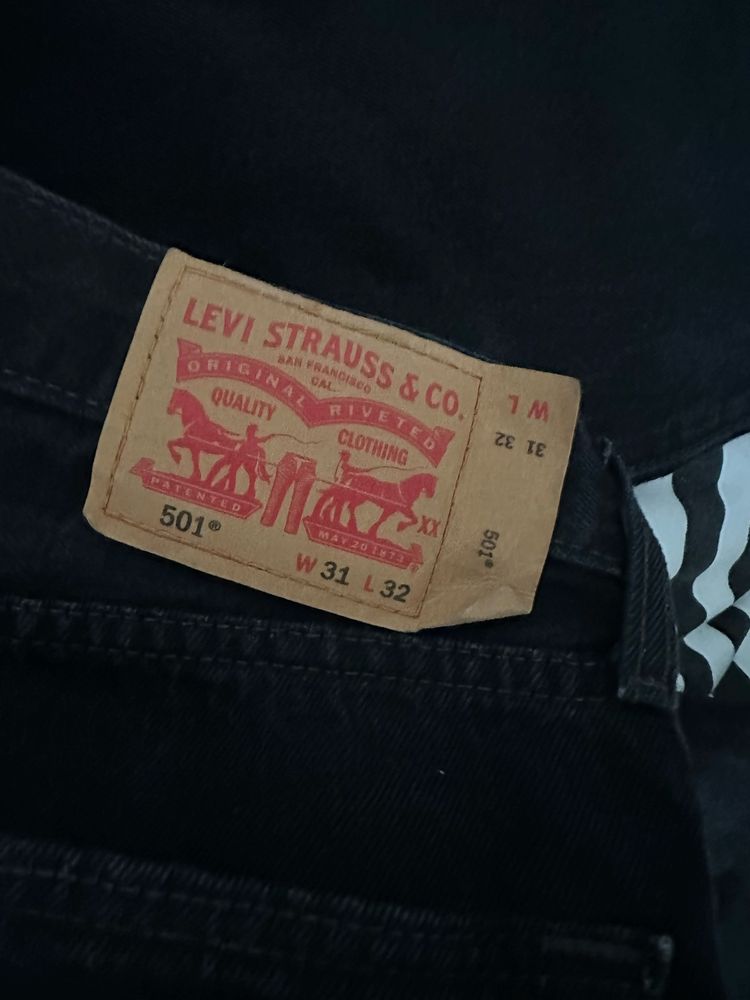 LEVI STRAUSS & CO.
SAN FRANCISCO
CAL.
ORIGINAL RIVETED
QUALITY CLOTHING
PATENTED MAY 20 1873
XX
501®
W 31 L 32
W L
31 32
501®